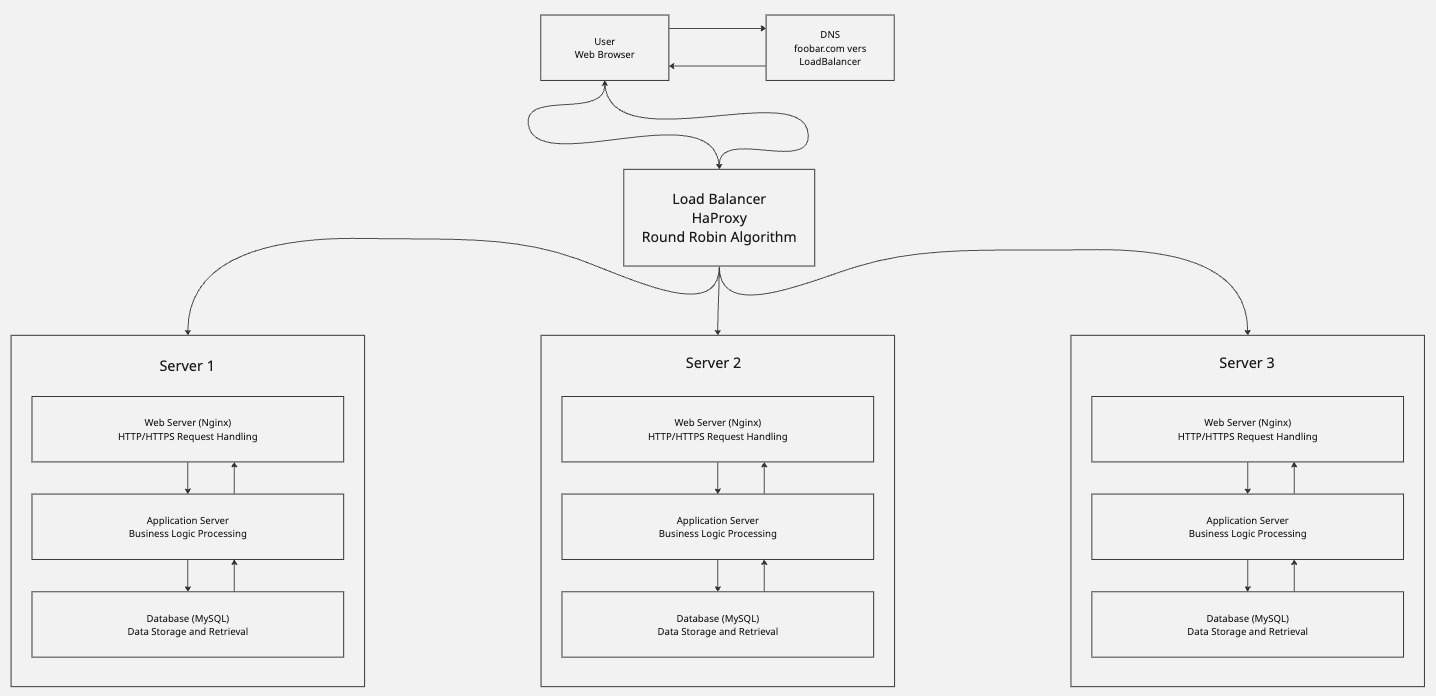 User
Web Browser
DNS
foobar.com vers
LoadBalancer
Load Balancer
HaProxy
Round Robin Algorithm
Server 1
Web Server (Nginx)
HTTP/HTTPS Request Handling
Application Server
Business Logic Processing
Database (MySQL)
Data Storage and Retrieval
Server 2
Web Server (Nginx)
HTTP/HTTPS Request Handling
Application Server
Business Logic Processing
Database (MySQL)
Data Storage and Retrieval
Server 3
Web Server (Nginx)
HTTP/HTTPS Request Handling
Application Server
Business Logic Processing
Database (MySQL)
Data Storage and Retrieval